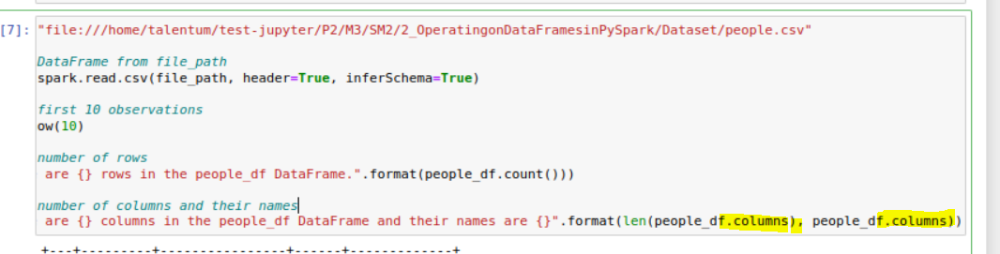 [7]: "file:///home/talentum/test-jupyter/P2/M3/SM2/2_OperatingonDataFramesinPySpark/Dataset/people.csv"
DataFrame from file_path
spark.read.csv(file_path, header=True, inferSchema=True)
first 10 observations
ow(10)
number of rows
are {} rows in the people_df DataFrame.".format(people_df.count()))
number of columns and their names
are {} columns in the people_df DataFrame and their names are {}".format(len(people_df.columns), people_df.columns))
+---+---------+----------------+------+-------------+